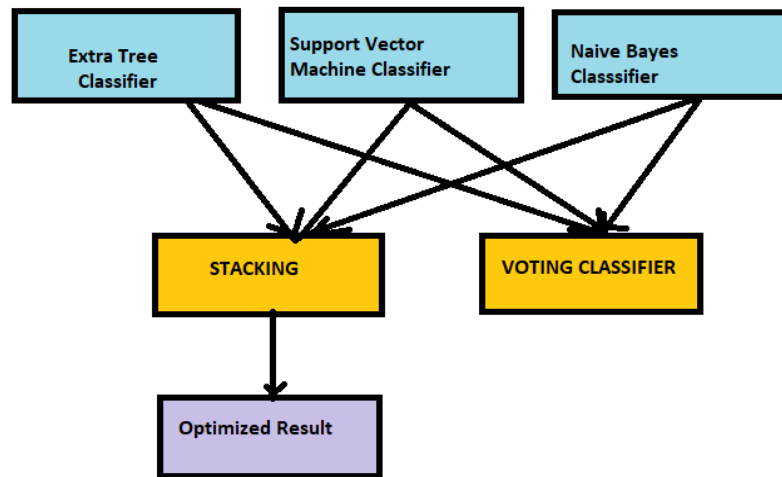 Extra Tree
Classifier
Support Vector
Machine Classifier
Naive Bayes
Classsifier
STACKING
VOTING CLASSIFIER
Optimized Result